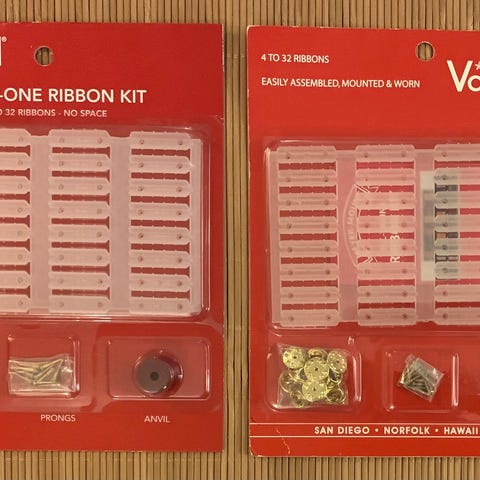 ®
-ONE RIBBON KIT
32 RIBBONS - NO SPACE
PRONGS
ANVIL
4 TO 32 RIBBONS
EASILY ASSEMBLED, MOUNTED & WORN
SAN DIEGO • NORFOLK • HAWAII